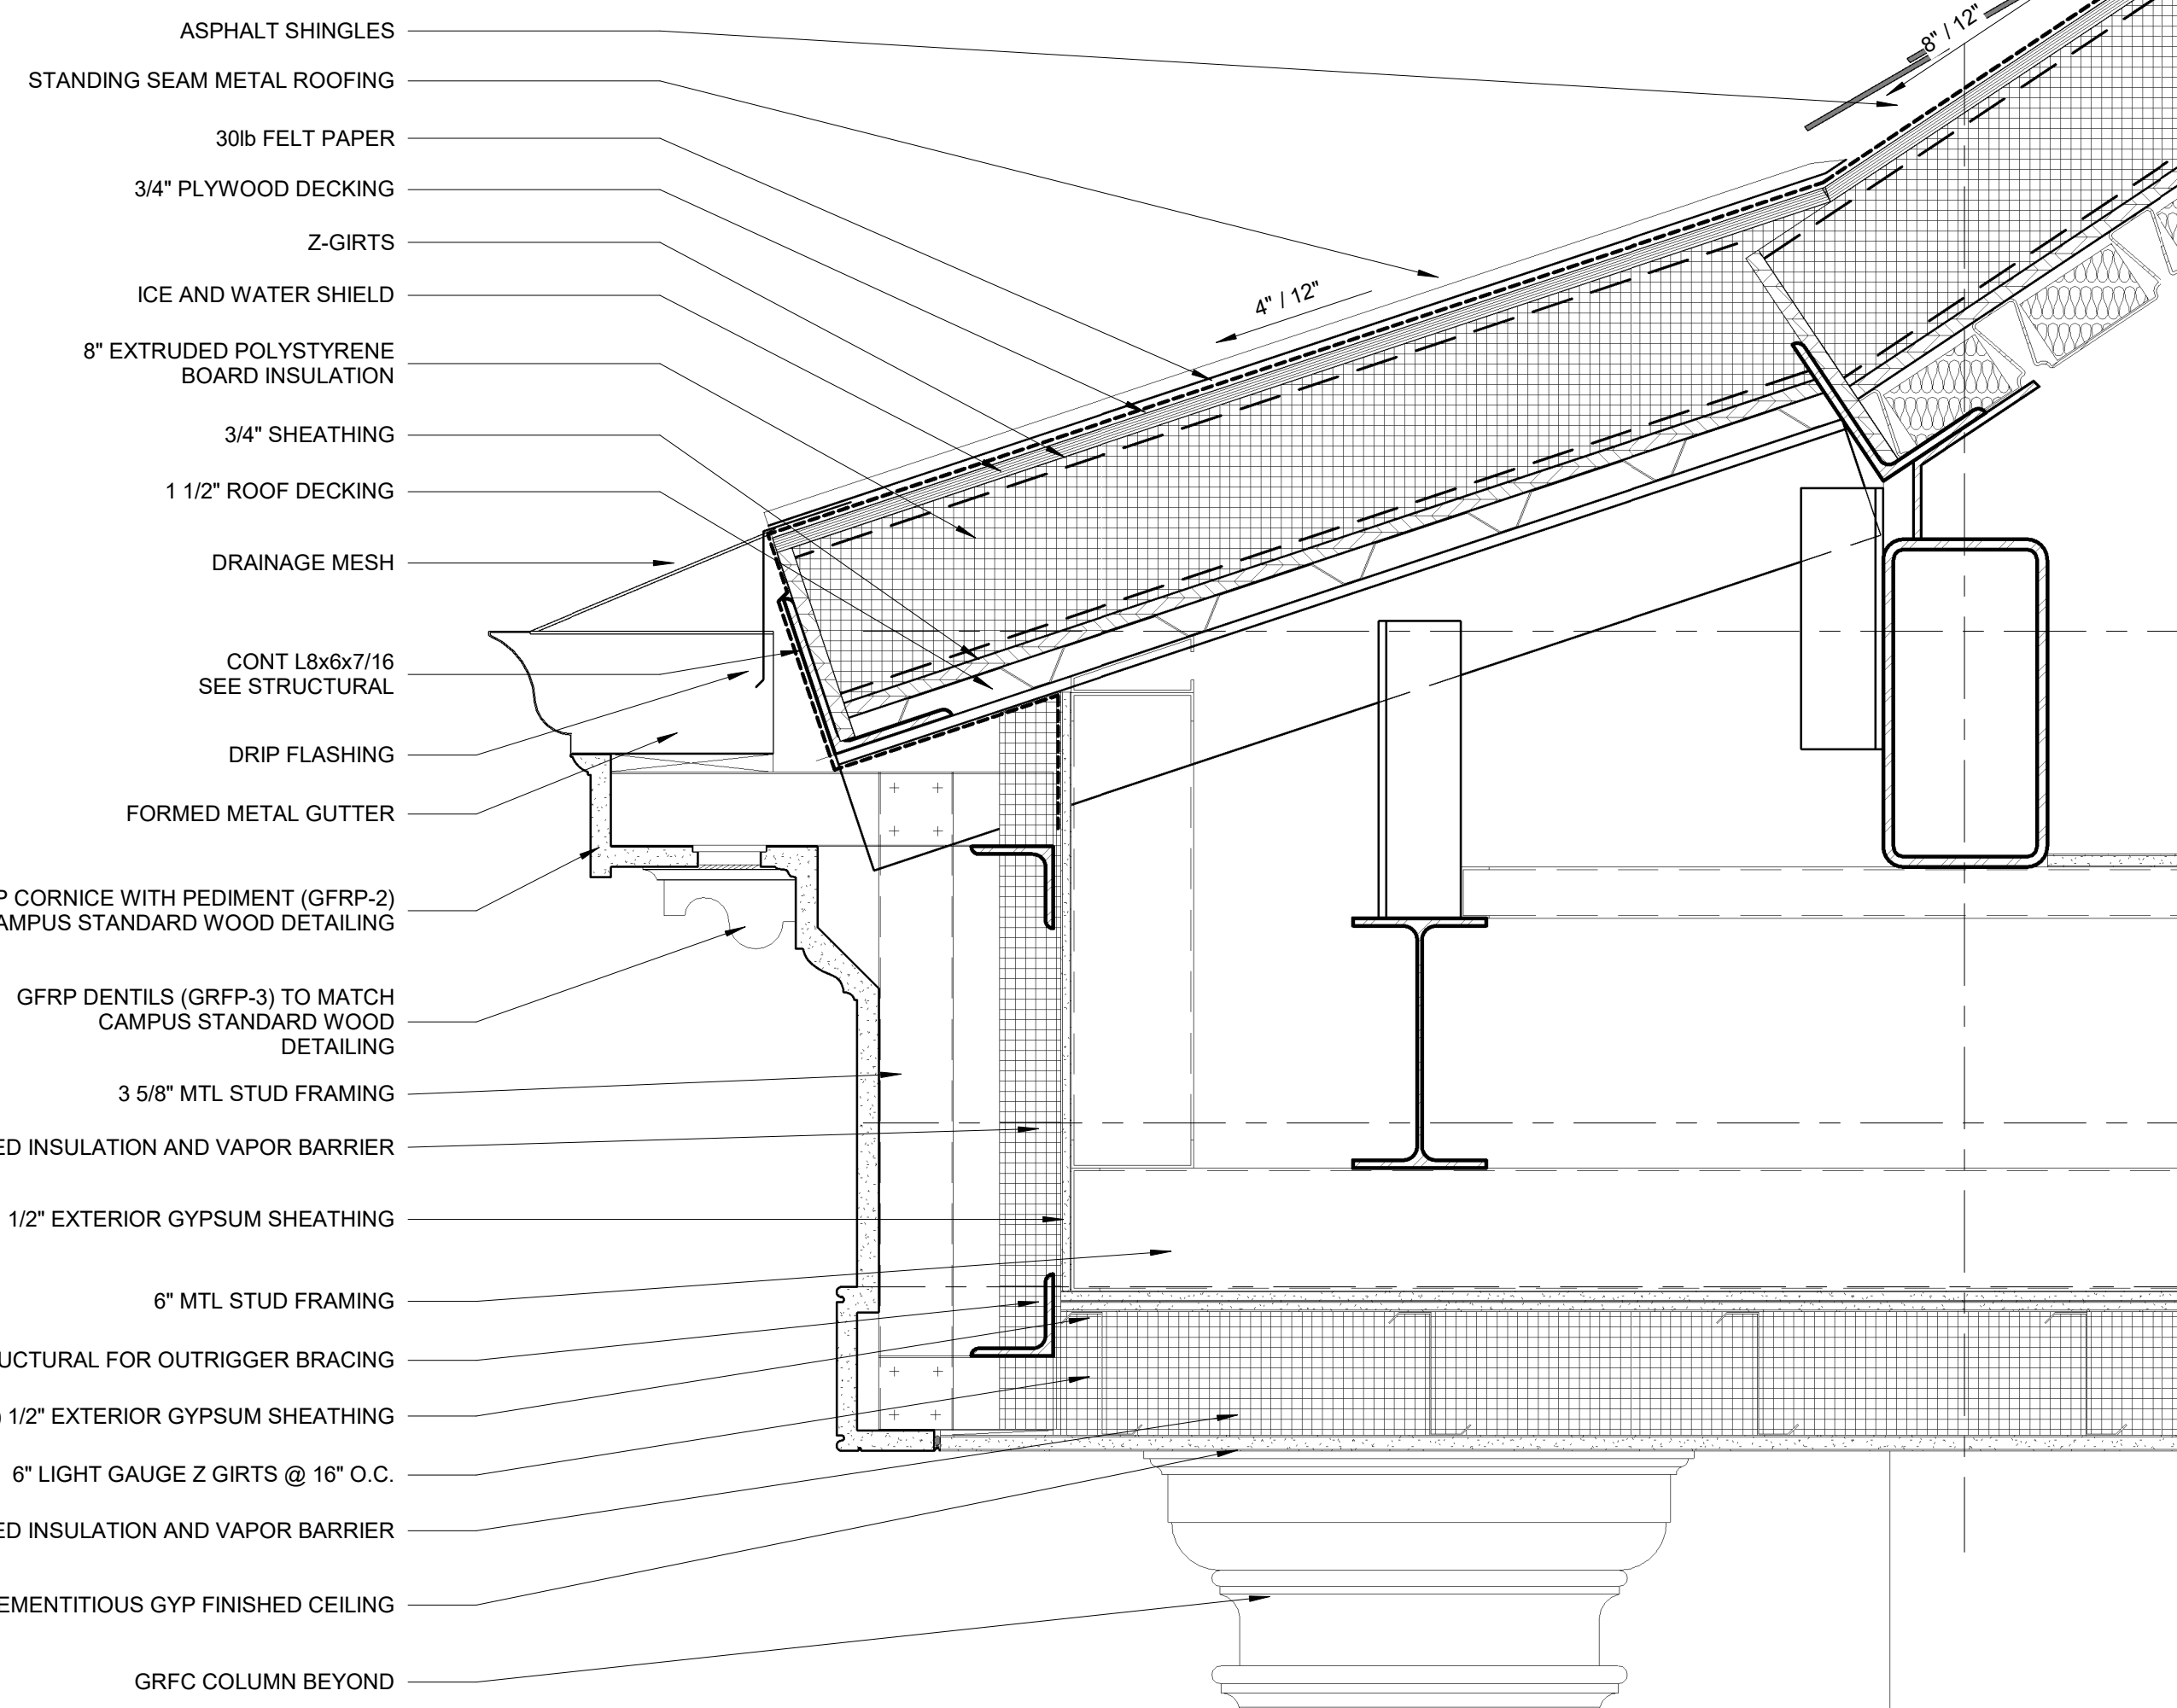 ASPHALT SHINGLES
8" / 12"
STANDING SEAM METAL ROOFING
30lb FELT PAPER
3/4" PLYWOOD DECKING
Z-GIRTS
ICE AND WATER SHIELD
4" / 12"
8" EXTRUDED POLYSTYRENE
BOARD INSULATION
3/4" SHEATHING
1 1/2" ROOF DECKING
DRAINAGE MESH
CONT L8x6x7/16
SEE STRUCTURAL
DRIP FLASHING
FORMED METAL GUTTER
CORNICE WITH PEDIMENT (GFRP-2)
STANDARD WOOD DETAILING
GFRP DENTILS (GRFP-3) TO MATCH
CAMPUS STANDARD WOOD
DETAILING
3 5/8" MTL STUD FRAMING
INSULATION AND VAPOR BARRIER
1/2" EXTERIOR GYPSUM SHEATHING
6" MTL STUD FRAMING
FOR OUTRIGGER BRACING
1/2" EXTERIOR GYPSUM SHEATHING
6" LIGHT GAUGE Z GIRTS @ 16" O.C.
INSULATION AND VAPOR BARRIER
GYP FINISHED CEILING
GRFC COLUMN BEYOND